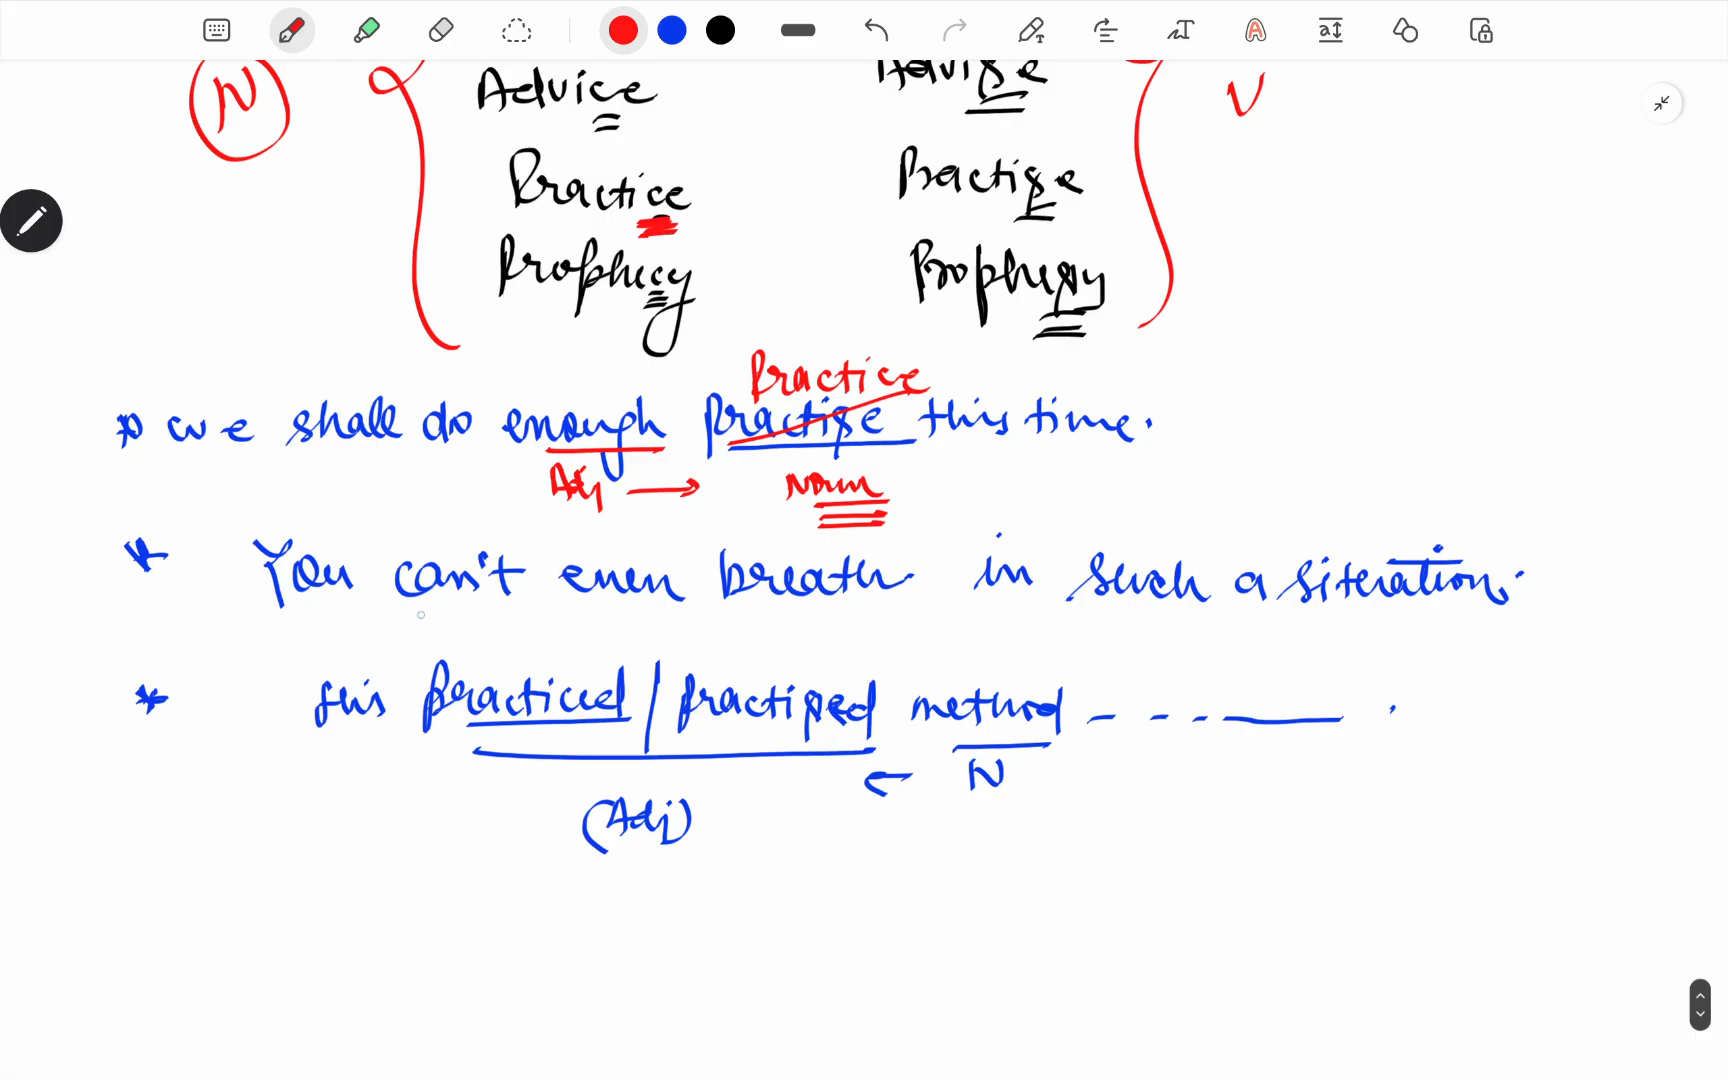 N Advice Advise V
Practice Practise
Prophecy Prophesy
Practice
we shall do enough practise this time.
Adj → Noun
* You can't even breath in such a situation.
* this practiced / practised method - - - —— .
← N
(Adj)